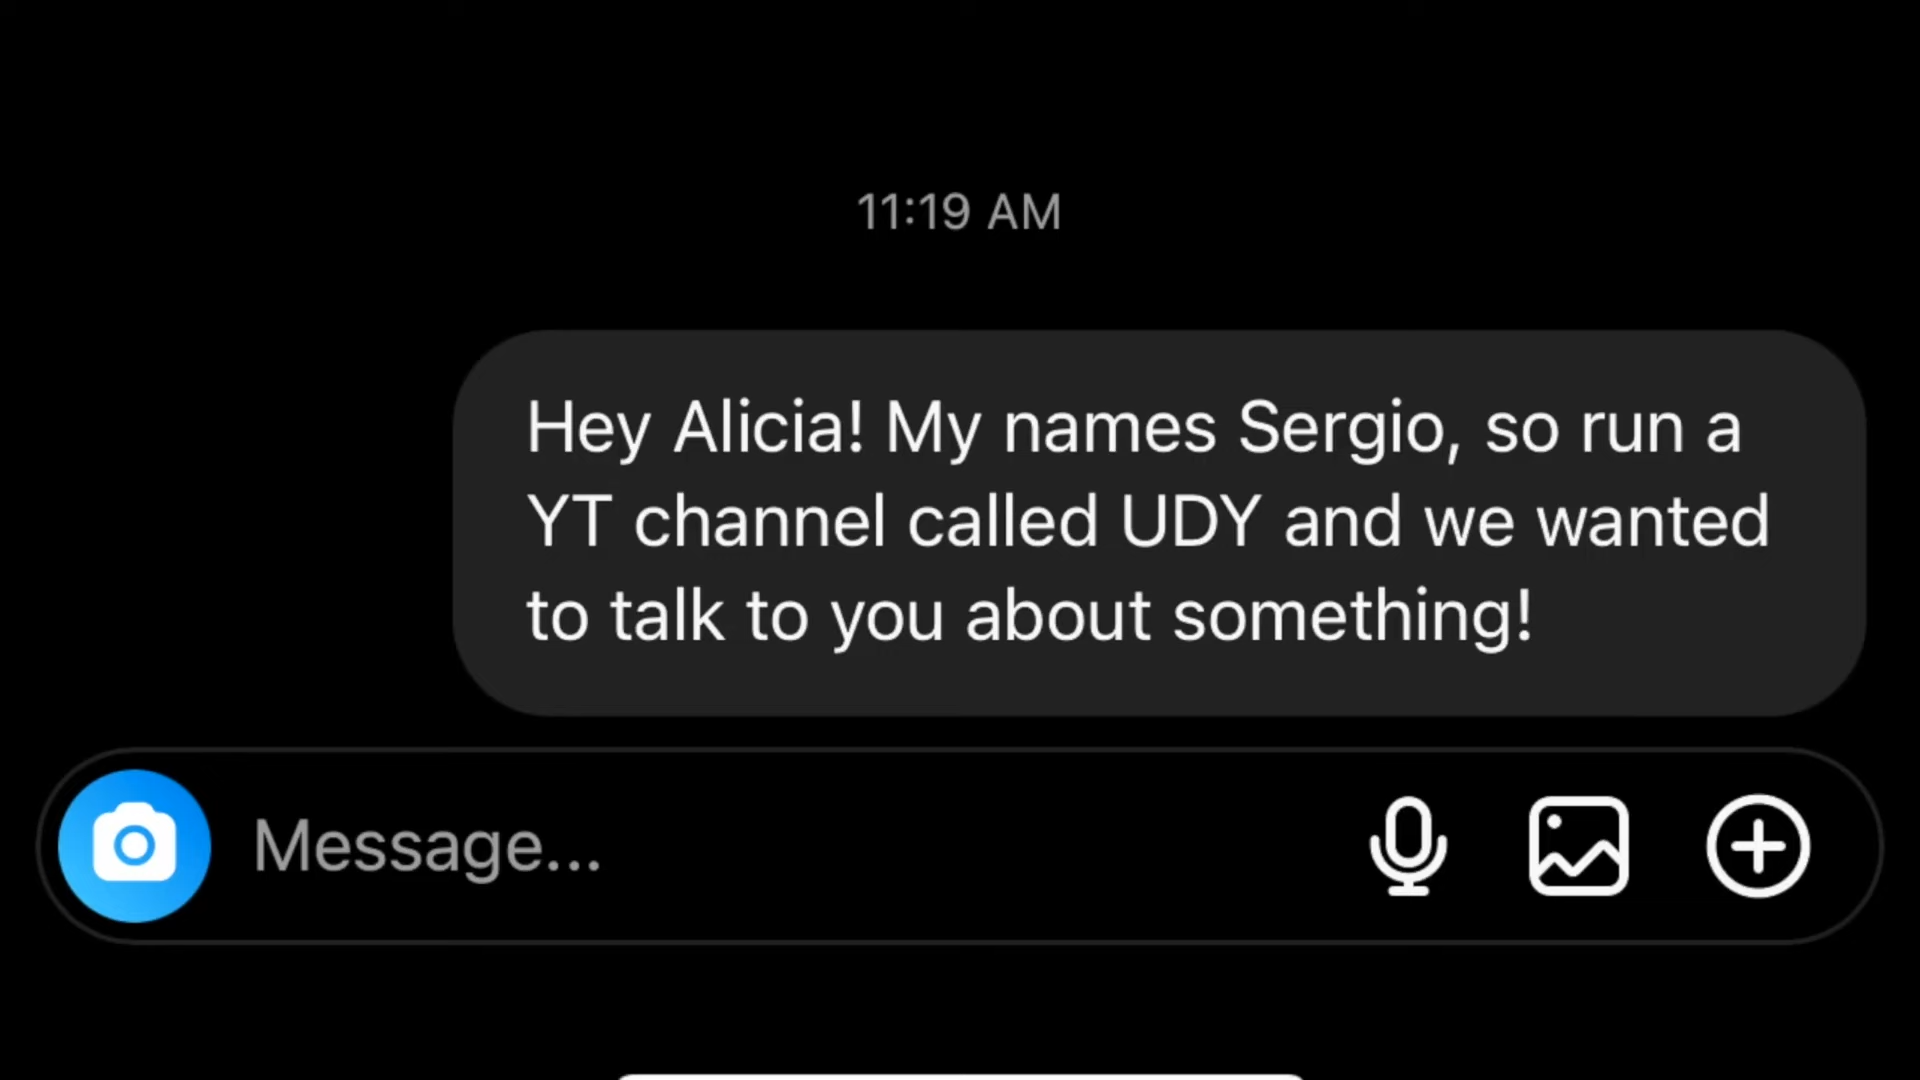 11:19 AM
Hey Alicia! My names Sergio, so run a
YT channel called UDY and we wanted
to talk to you about something!
Message...